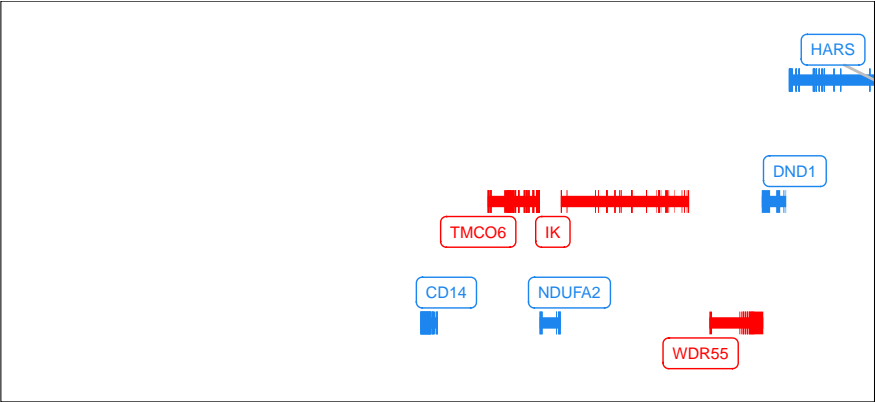 HARS
DND1
TMCO6
IK
CD14
NDUFA2
WDR55